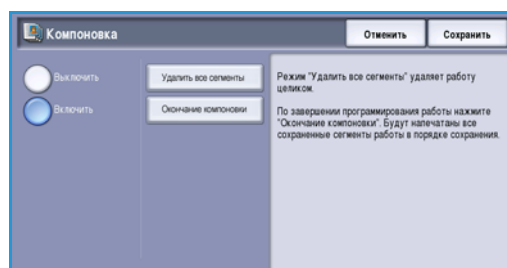 Компоновка
Отменить
Сохранить
Выключить
Включить
Удалить все сегменты
Окончание компоновки
Режим "Удалить все сегменты" удаляет работу
целиком.
По завершении программирования работы нажмите
"Окончание компоновки". Будут напечатаны все
сохраненные сегменты работы в порядке сохранения.